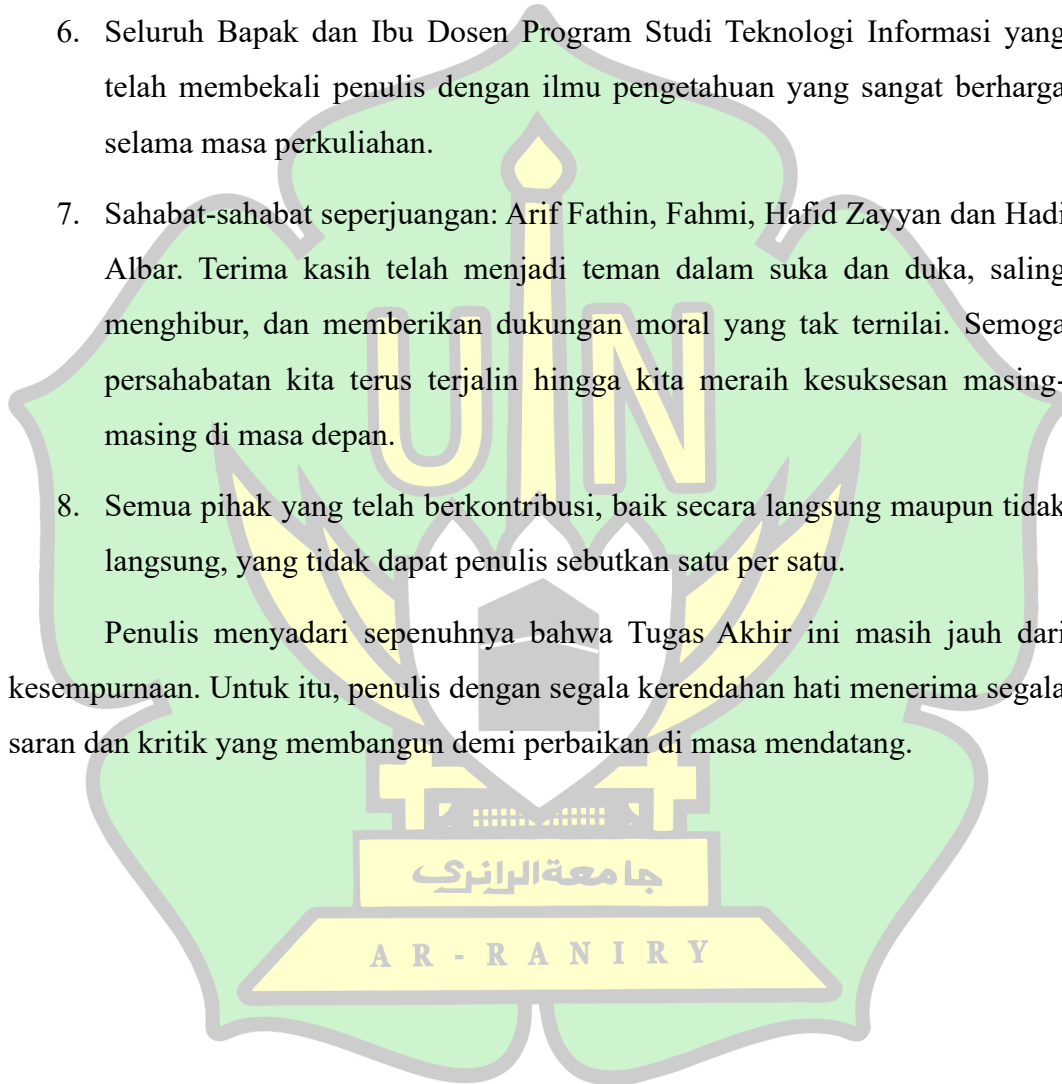 6. Seluruh Bapak dan Ibu Dosen Program Studi Teknologi Informasi yang
telah membekali penulis dengan ilmu pengetahuan yang sangat berharga
selama masa perkuliahan.
7. Sahabat-sahabat seperjuangan: Arif Fathin, Fahmi, Hafid Zayyan dan Hadi
Albar. Terima kasih telah menjadi teman dalam suka dan duka, saling
menghibur, dan memberikan dukungan moral yang tak ternilai. Semoga
persahabatan kita terus terjalin hingga kita meraih kesuksesan masing-
masing di masa depan.
8. Semua pihak yang telah berkontribusi, baik secara langsung maupun tidak
langsung, yang tidak dapat penulis sebutkan satu per satu.
Penulis menyadari sepenuhnya bahwa Tugas Akhir ini masih jauh dari
kesempurnaan. Untuk itu, penulis dengan segala kerendahan hati menerima segala
saran dan kritik yang membangun demi perbaikan di masa mendatang.
UIN
جامعة الرانري
AR-RANIRY